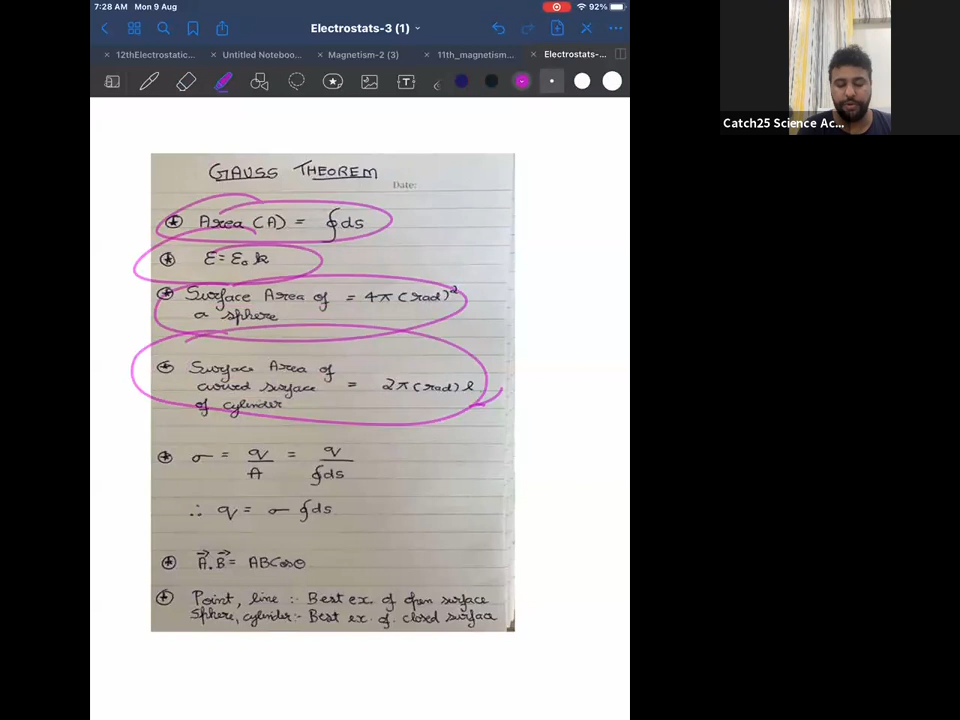 7:28 AM Mon 9 Aug
92%
Electrostats-3 (1)
12thElectrostatic...
Untitled Noteboo...
Magnetism-2 (3)
11th_magnetism...
Electrostats-...
Catch25 Science Ac...
GAUSS THEOREM
Date:
Area (A) = ∮ds
ε = ε₀ k
Surface Area of = 4π (rad)²
a sphere
Surface Area of
curved surface = 2π (rad) l
of cylinder
σ = q/A = q/∮ds
∴ q = σ ∮ds
A⃗.B⃗ = ABCosθ
Point, line :- Best ex. of open surface
Sphere, cylinder:- Best ex. of closed surface